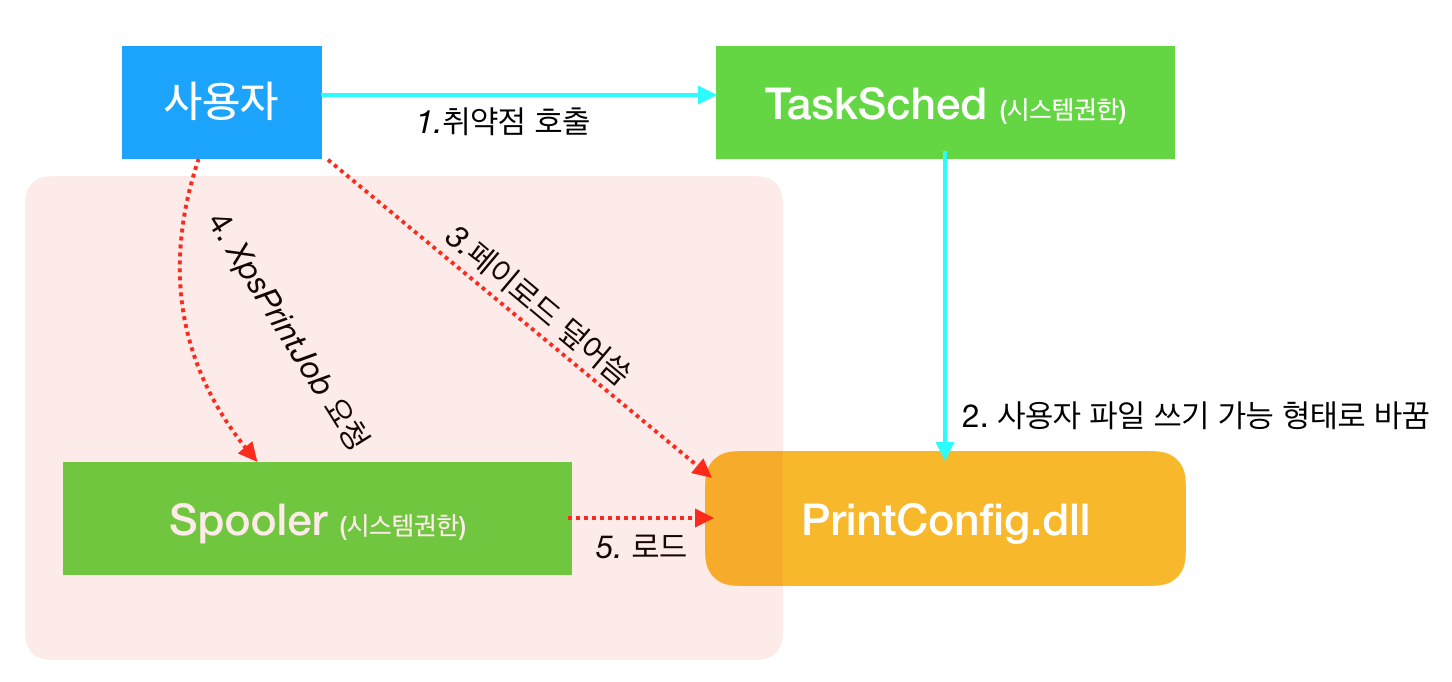 사용자
TaskSched (시스템권한)
1.취약점 호출
4. XpsPrintJob 요청
3.페이로드 덮어씀
2. 사용자 파일 쓰기 가능 형태로 바꿈
Spooler (시스템권한)
PrintConfig.dll
5. 로드